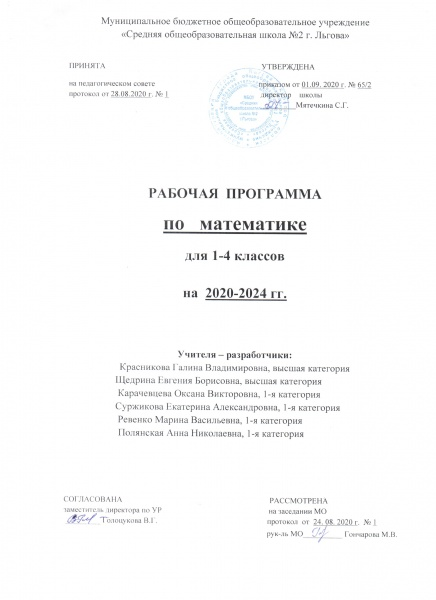 Муниципальное бюджетное общеобразовательное учреждение
«Средняя общеобразовательная школа №2 г. Льгова»
ПРИНЯТА
на педагогическом совете
протокол от 28.08.2020 г. № 1
УТВЕРЖДЕНА
приказом от 01.09. 2020 г. № 65/2
директор школы
Мятечкина С.Г.
РАБОЧАЯ ПРОГРАММА
по математике
для 1-4 классов
на 2020-2024 гг.
Учителя – разработчики:
Красникова Галина Владимировна, высшая категория
Щедрина Евгения Борисовна, высшая категория
Карачевцева Оксана Викторовна, 1-я категория
Суржикова Екатерина Александровна, 1-я категория
Ревенко Марина Васильевна, 1-я категория
Полянская Анна Николаевна, 1-я категория
СОГЛАСОВАНА
заместитель директора по УР
Толоцукова В.Г.
РАССМОТРЕНА
на заседании МО
протокол от 24. 08. 2020 г. № 1
рук-ль МО Гончарова М.В.